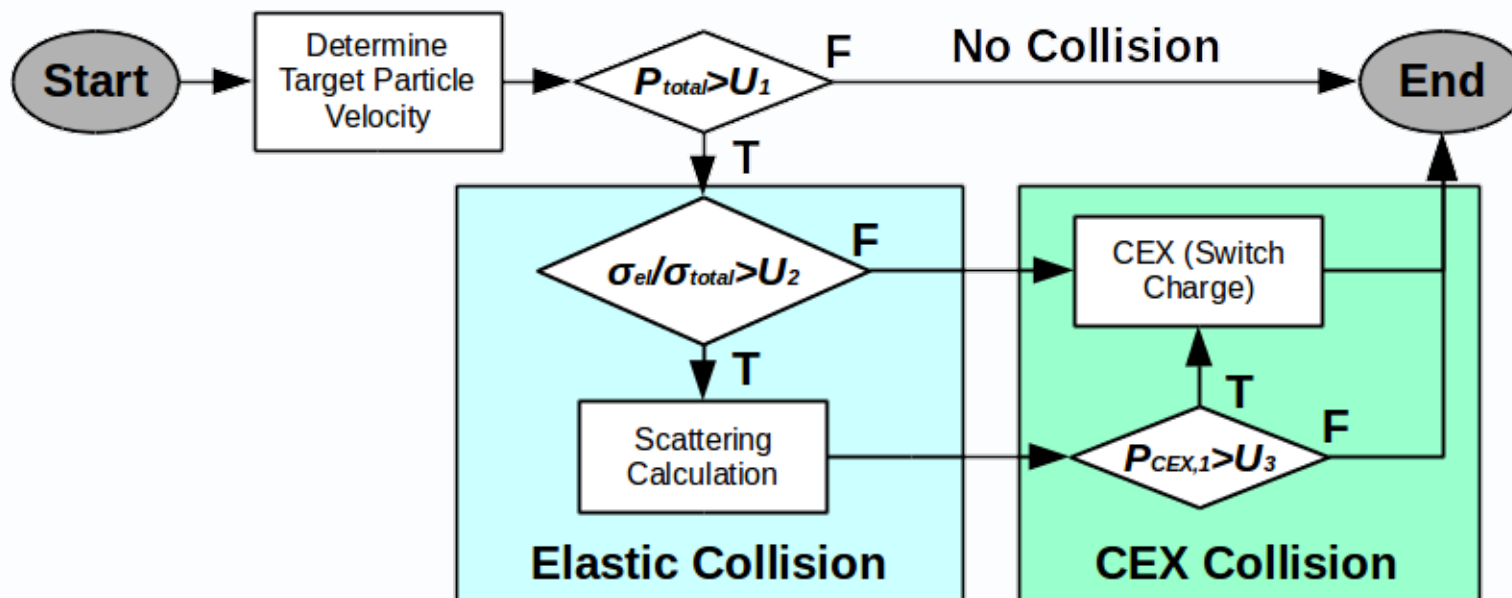 Start
Determine
Target Particle
Velocity
P_total>U_1
F
No Collision
End
T
σ_el/σ_total>U_2
F
CEX (Switch
Charge)
T
T
Scattering
Calculation
P_CEX,1>U_3
F
Elastic Collision
CEX Collision